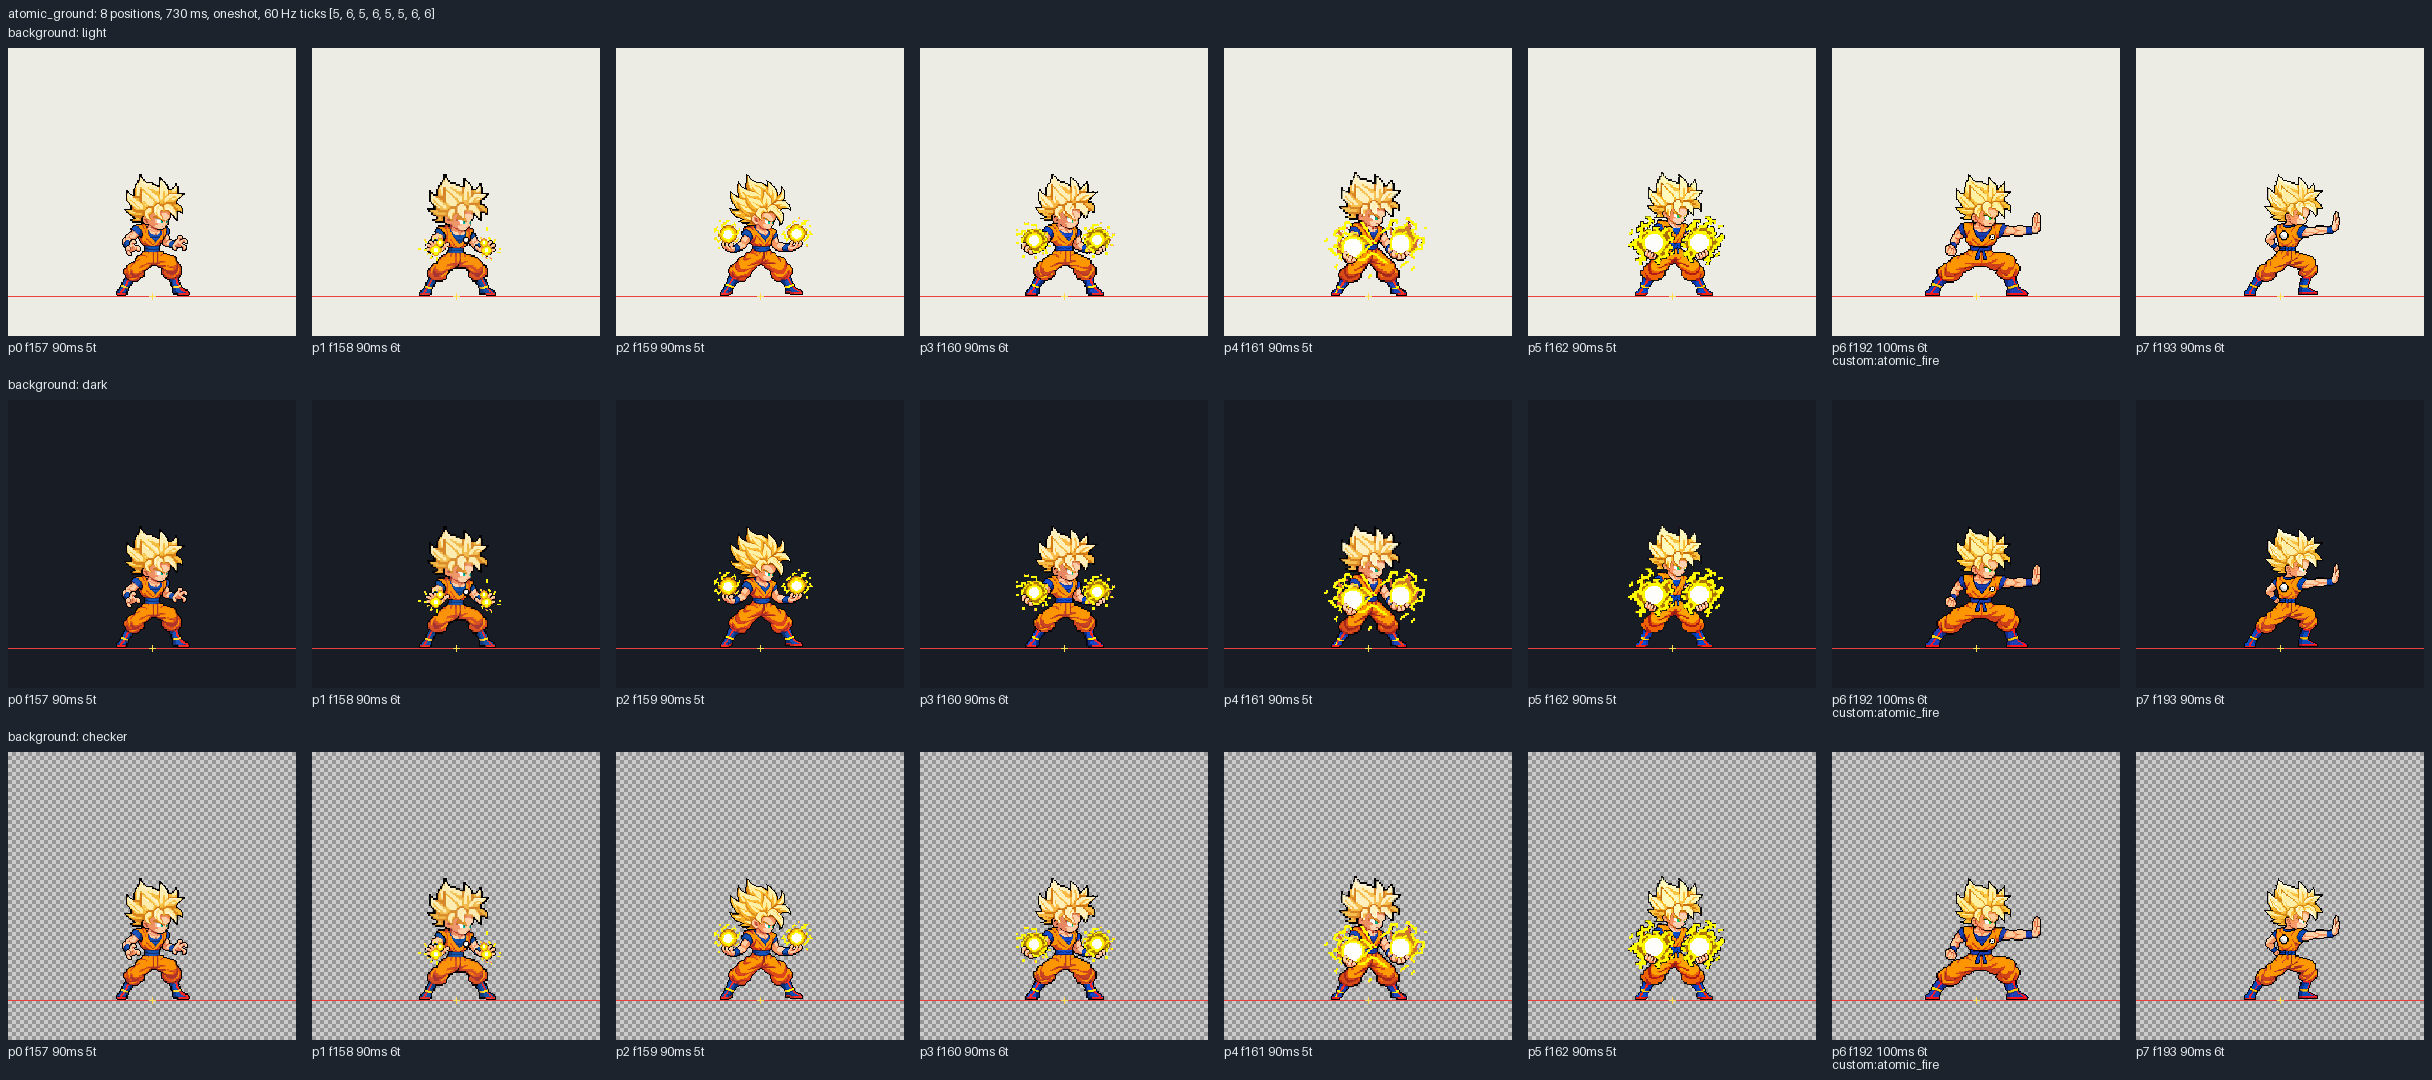 atomic_ground: 8 positions, 730 ms, oneshot, 60 Hz ticks [5, 6, 5, 6, 5, 5, 6, 6]
background: light
p0 f157 90ms 5t
p1 f158 90ms 6t
p2 f159 90ms 5t
p3 f160 90ms 6t
p4 f161 90ms 5t
p5 f162 90ms 5t
p6 f192 100ms 6t
custom:atomic_fire
p7 f193 90ms 6t
background: dark
p0 f157 90ms 5t
p1 f158 90ms 6t
p2 f159 90ms 5t
p3 f160 90ms 6t
p4 f161 90ms 5t
p5 f162 90ms 5t
p6 f192 100ms 6t
custom:atomic_fire
p7 f193 90ms 6t
background: checker
p0 f157 90ms 5t
p1 f158 90ms 6t
p2 f159 90ms 5t
p3 f160 90ms 6t
p4 f161 90ms 5t
p5 f162 90ms 5t
p6 f192 100ms 6t
custom:atomic_fire
p7 f193 90ms 6t